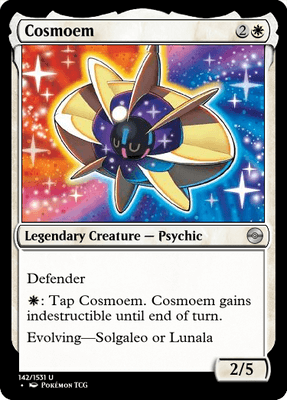 Cosmoem 2
Legendary Creature — Psychic
Defender
: Tap Cosmoem. Cosmoem gains
indestructible until end of turn.
Evolving—Solgaleo or Lunala
2/5
142/1531 U
• Pokémon TCG